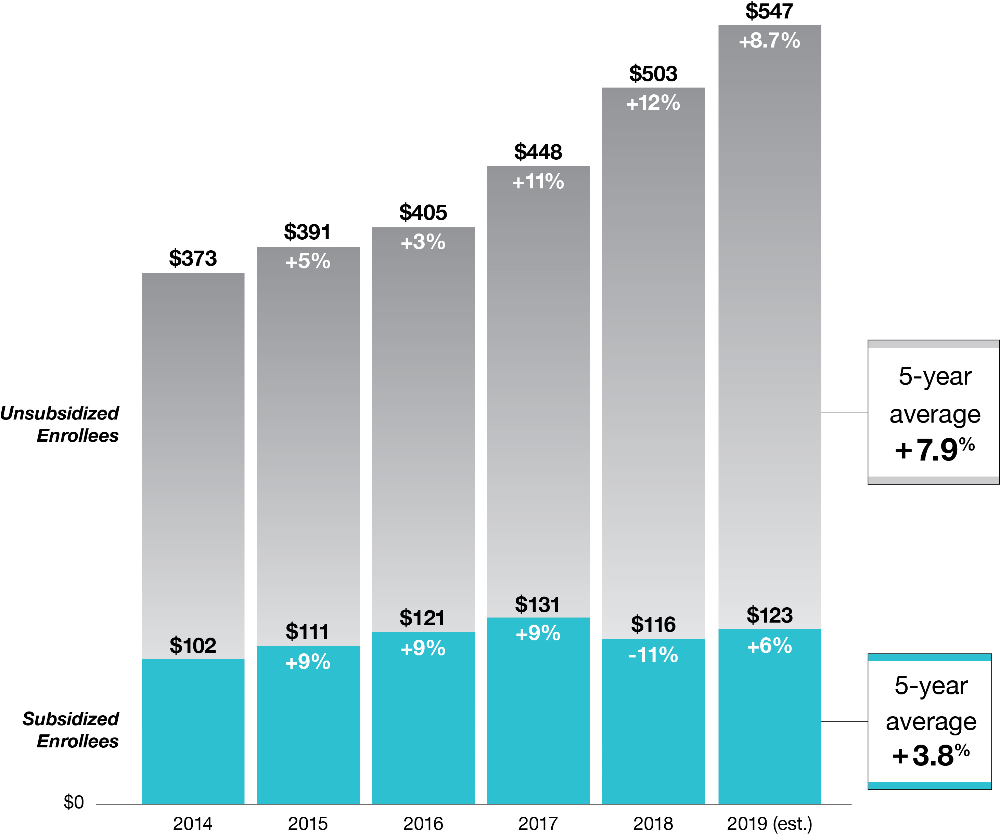 $547
+8.7%
$503
+12%
$448
+11%
$405
+3%
$391
+5%
$373
Unsubsidized
Enrollees
5-year
average
+7.9%
$102
$111
+9%
$121
+9%
$131
+9%
$116
-11%
$123
+6%
Subsidized
Enrollees
5-year
average
+3.8%
$0
2014 2015 2016 2017 2018 2019 (est.)